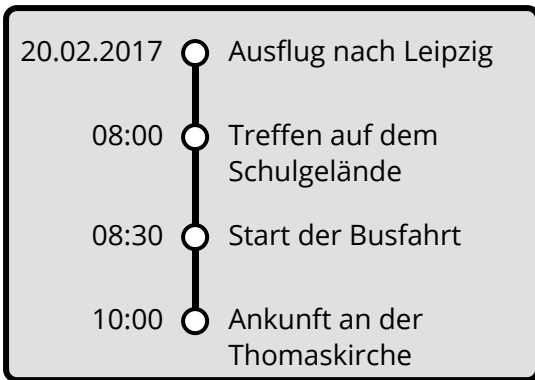 20.02.2017 Ausflug nach Leipzig
08:00 Treffen auf dem
Schulgelände
08:30 Start der Busfahrt
10:00 Ankunft an der
Thomaskirche